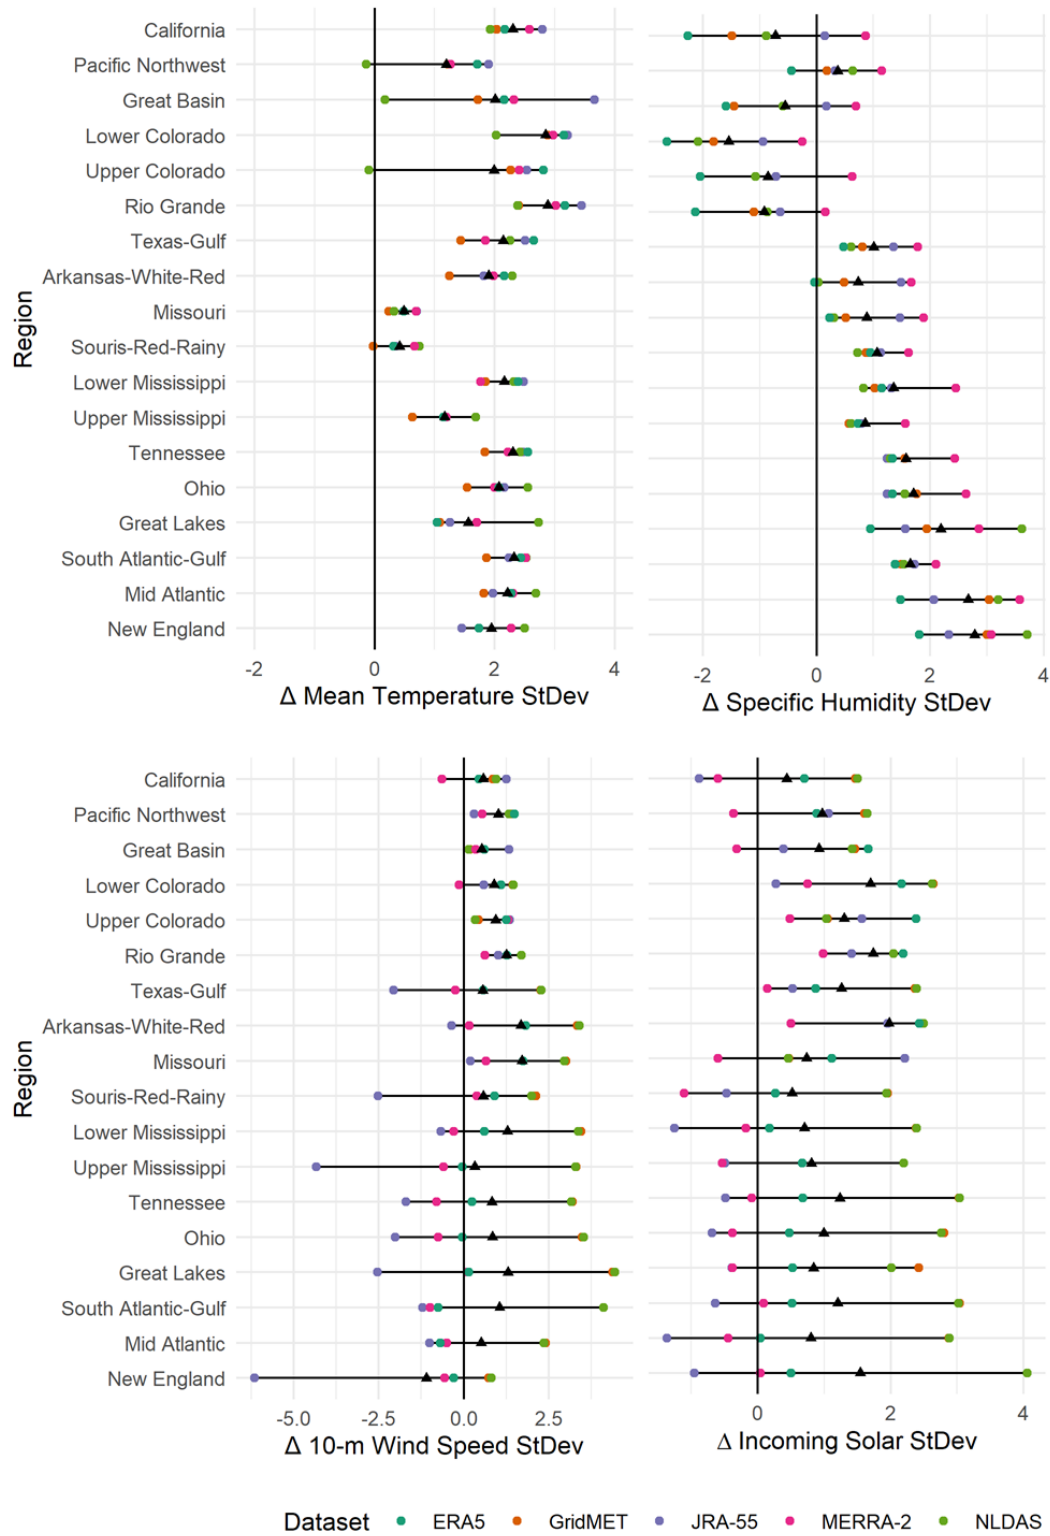 California
Pacific Northwest
Great Basin
Lower Colorado
Upper Colorado
Rio Grande
Texas-Gulf
Arkansas-White-Red
Missouri
Souris-Red-Rainy
Lower Mississippi
Upper Mississippi
Tennessee
Ohio
Great Lakes
South Atlantic-Gulf
Mid Atlantic
New England
Region
-2 0 2 4
Δ Mean Temperature StDev
-2 0 2 4
Δ Specific Humidity StDev
California
Pacific Northwest
Great Basin
Lower Colorado
Upper Colorado
Rio Grande
Texas-Gulf
Arkansas-White-Red
Missouri
Souris-Red-Rainy
Lower Mississippi
Upper Mississippi
Tennessee
Ohio
Great Lakes
South Atlantic-Gulf
Mid Atlantic
New England
Region
-5.0 -2.5 0.0 2.5
Δ 10-m Wind Speed StDev
0 2 4
Δ Incoming Solar StDev
Dataset ERA5 GridMET JRA-55 MERRA-2 NLDAS